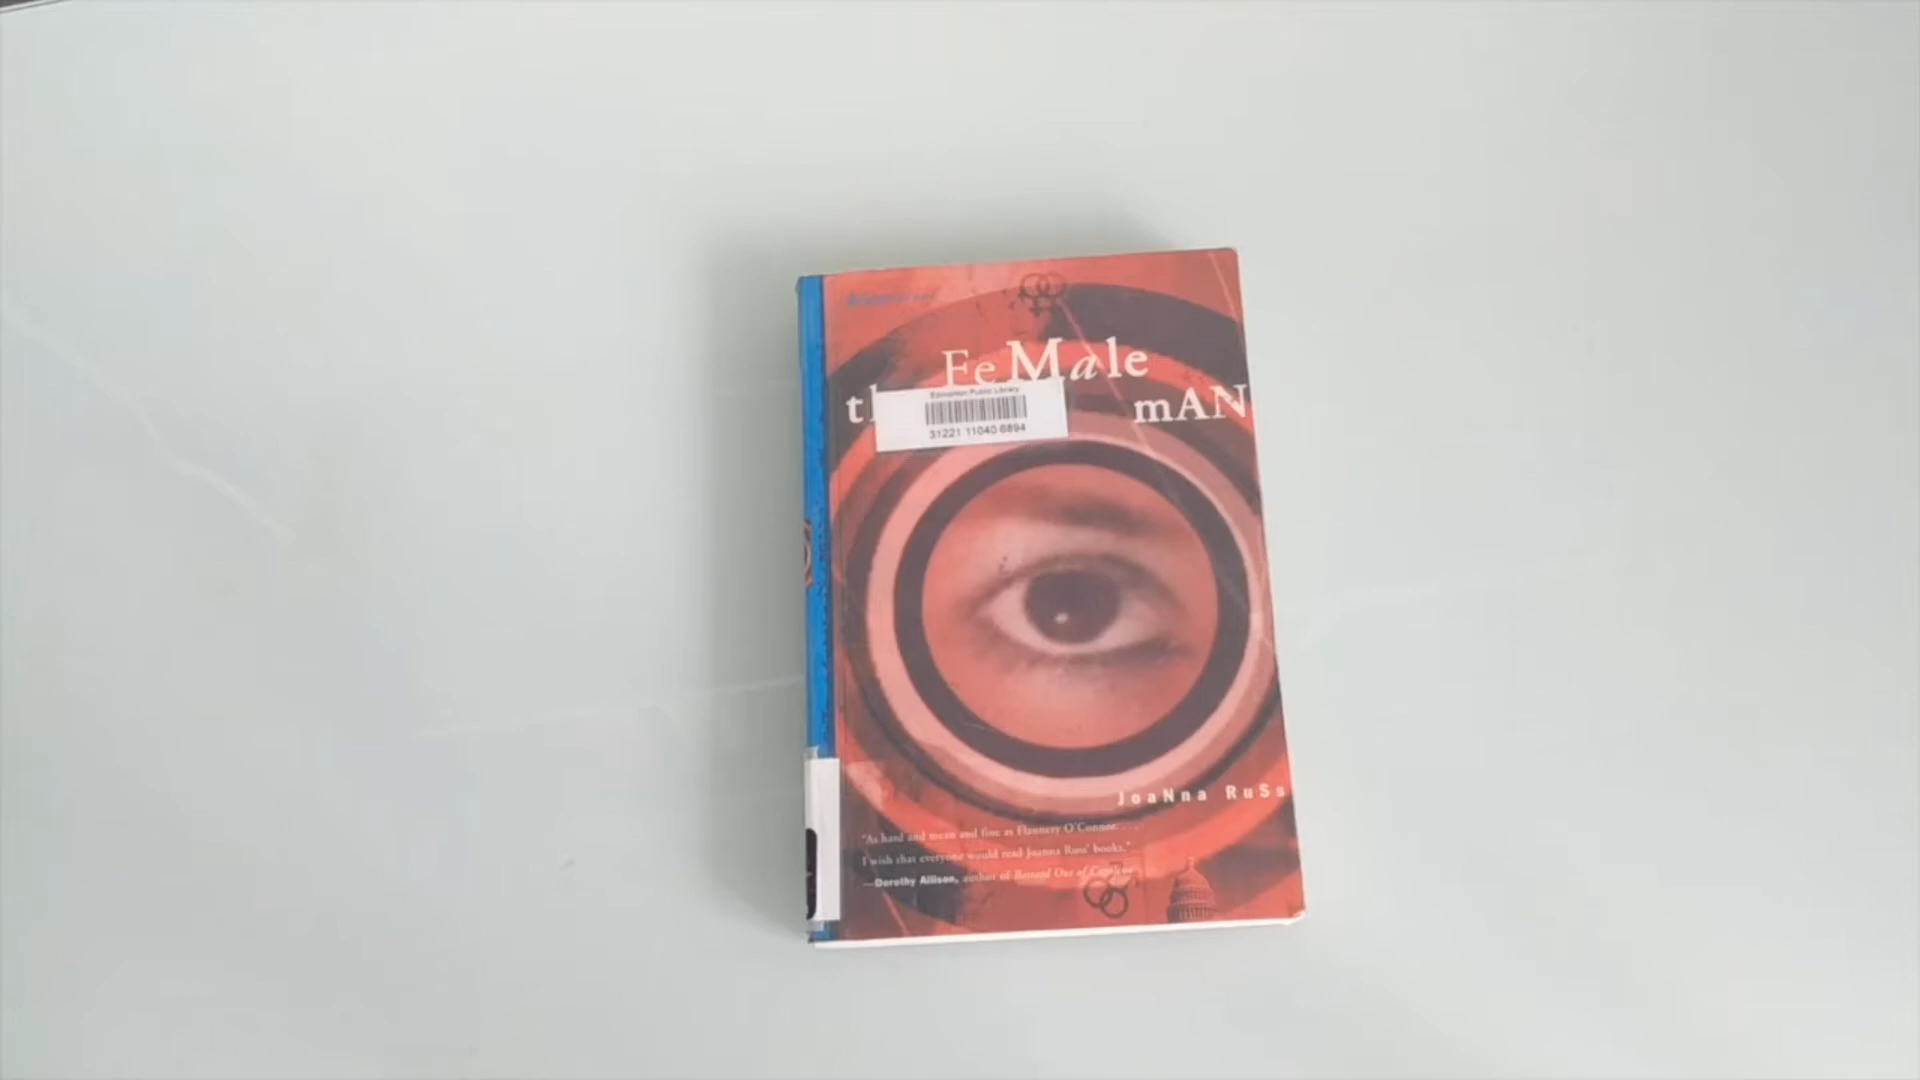 FeMale
mAN
Edmonton Public Library
31221 11040 6894
JoaNna RuSs
"As hard and mean and fine as Flannery O'Connor. . . .
I wish that everyone would read Joanna Russ' books."
—Dorothy Allison, author of Bastard Out of Carolina